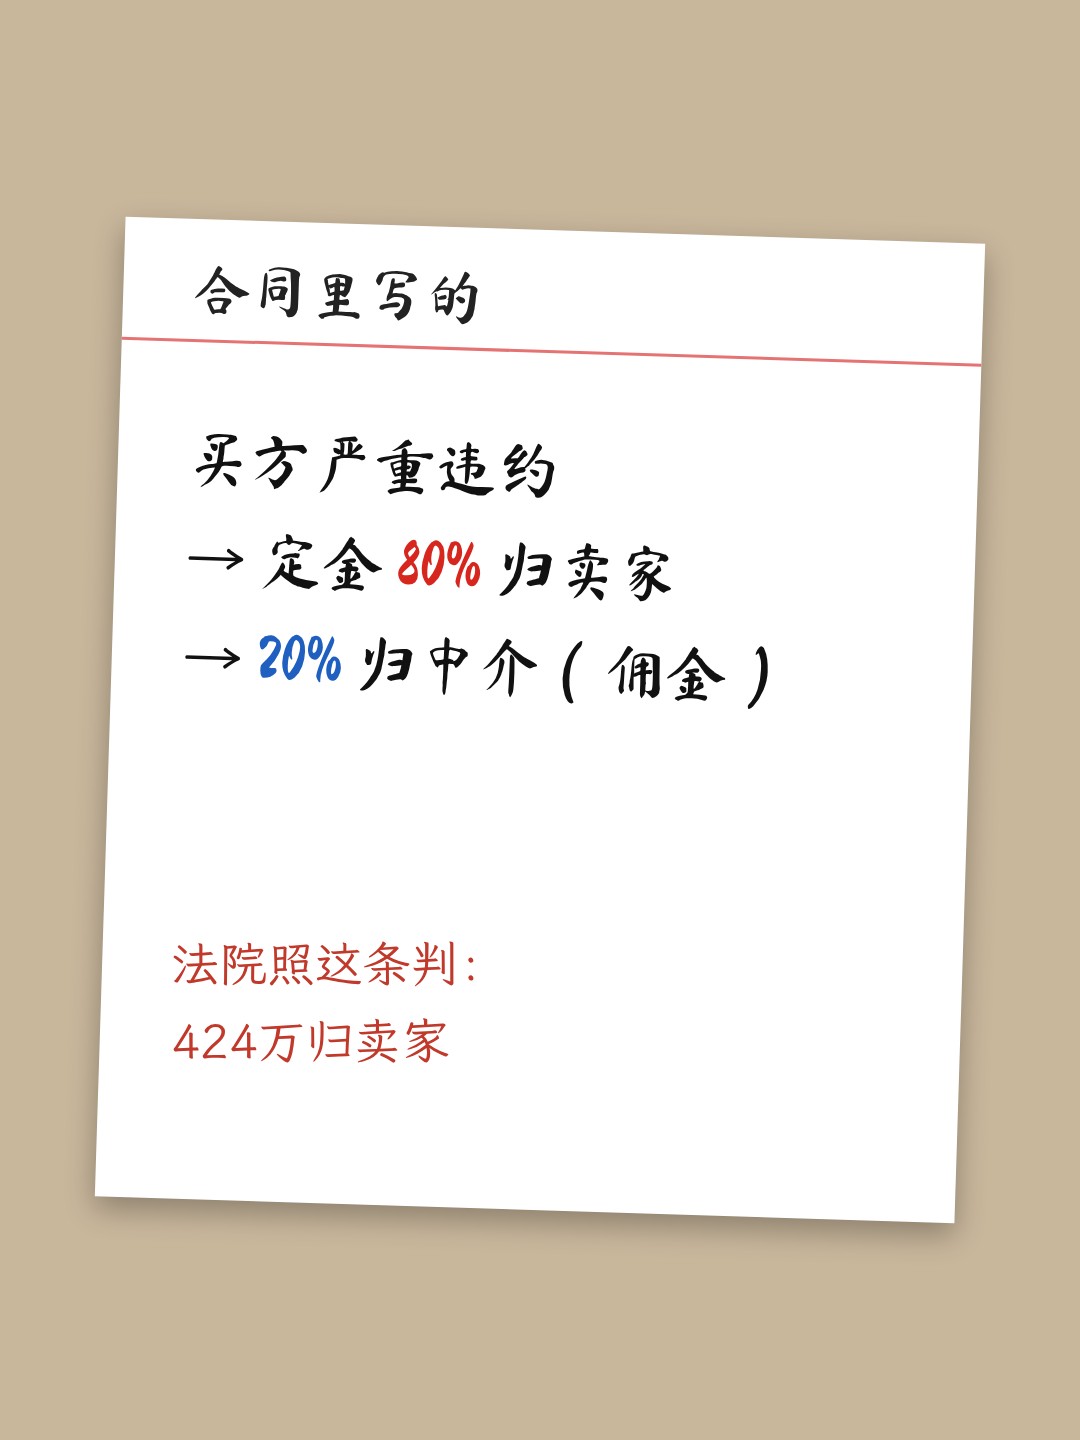 合同里写的
买方严重违约
→ 定金 80% 归卖家
→ 20% 归中介（佣金）
法院照这条判：
424万归卖家